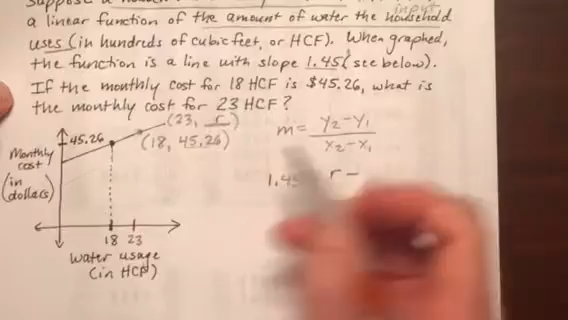 a linear function of the amount of water the household
uses (in hundreds of cubic feet, or HCF). When graphed,
the function is a line with slope 1.45 (see below).
If the monthly cost for 18 HCF is $45.26, what is
the monthly cost for 23 HCF?
(23, r)
45.26
(18, 45.26)
m = y₂-y₁
x₂-x₁
Monthly
cost
(in
dollars)
r -
18 23
water usage
(in HCF)